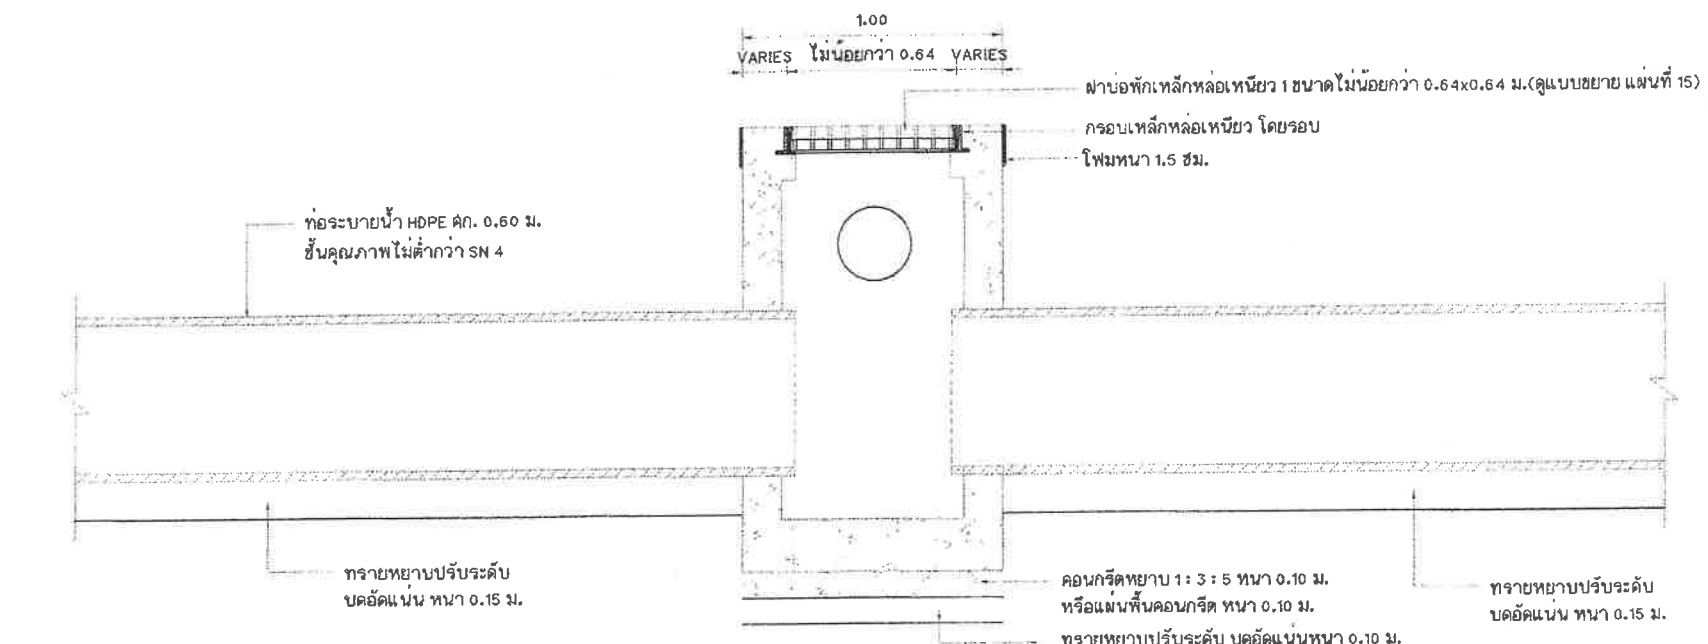 1.00
VARIES ไม่น้อยกว่า 0.64 VARIES
ฝาบ่อพักเหล็กหล่อเหนียว 1 ขนาดไม่น้อยกว่า 0.64x0.64 ม.(ดูแบบขยาย แผ่นที่ 15)
กรอบเหล็กหล่อเหนียว โดยรอบ
โฟมหนา 1.5 ซม.
ท่อระบายน้ำ HDPE ศก. 0.60 ม.
ชั้นคุณภาพไม่ต่ำกว่า SN 4
ทรายหยาบปรับระดับ
บดอัดแน่น หนา 0.15 ม.
คอนกรีตหยาบ 1 : 3 : 5 หนา 0.10 ม.
หรือแผ่นพื้นคอนกรีต หนา 0.10 ม.
ทรายหยาบปรับระดับ บดอัดแน่นหนา 0.10 ม.
ทรายหยาบปรับระดับ
บดอัดแน่น หนา 0.15 ม.